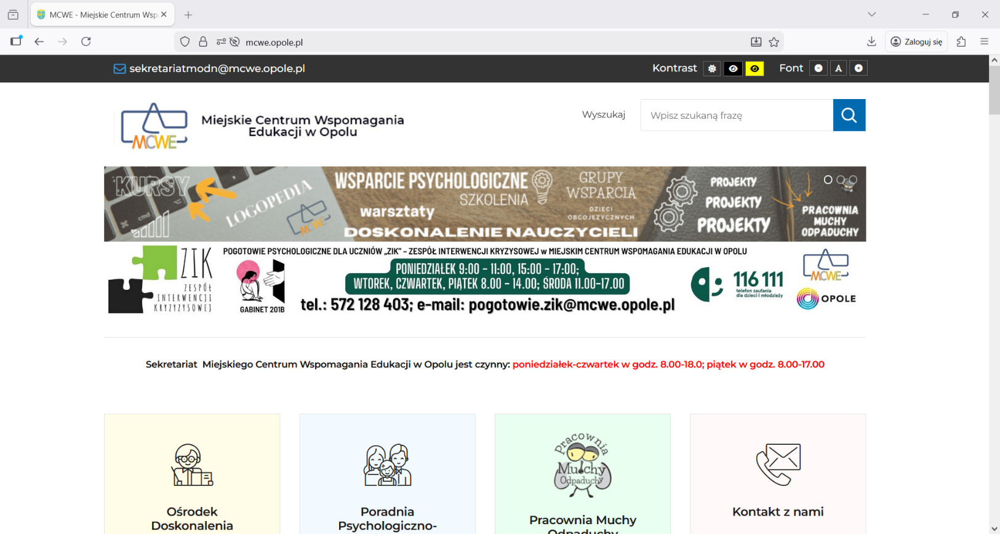 MCWE - Miejskie Centrum Wsp
mcwe.opole.pl
Zaloguj się
sekretariatmodn@mcwe.opole.pl
Kontrast
Font
A
MCWE
Miejskie Centrum Wspomagania
Edukacji w Opolu
Wyszukaj
Wpisz szukaną frazę
KURSY
LOGOPEDIA
cmd
MCWE
WSPARCIE PSYCHOLOGICZNE
SZKOLENIA
warsztaty
GRUPY
WSPARCIA
DZIECI
OBCOJĘZYCZNYCH
DOSKONALENIE NAUCZYCIELI
PROJEKTY
PROJEKTY
PROJEKTY
PRACOWNIA
MUCHY
ODPADUCHY
ZIK
ZESPÓŁ
INTERWENCJI
KRYZYZYSOWEJ
POGOTOWIE PSYCHOLOGICZNE DLA UCZNIÓW „ZIK” - ZESPÓŁ INTERWENCJI KRYZYSOWEJ w MIEJSKIM CENTRUM WSPOMAGANIA EDUKACJI W OPOLU
GABINET 201B
PONIEDZIAŁEK 9:00 - 11:00, 15:00 - 17:00;
WTOREK, CZWARTEK, PIĄTEK 8.00 - 14.00; ŚRODA 11.00-17.00
tel.: 572 128 403; e-mail: pogotowie.zik@mcwe.opole.pl
116 111
telefon zaufania
dla dzieci i młodzieży
MCWE
OPOLE
Sekretariat Miejskiego Centrum Wspomagania Edukacji w Opolu jest czynny: poniedziałek-czwartek w godz. 8.00-18.0; piątek w godz. 8.00-17.00
Ośrodek
Doskonalenia
Poradnia
Psychologiczno-
Pracownia
Muchy
Odpaduchy
Pracownia Muchy
Odpaduchy
Kontakt z nami